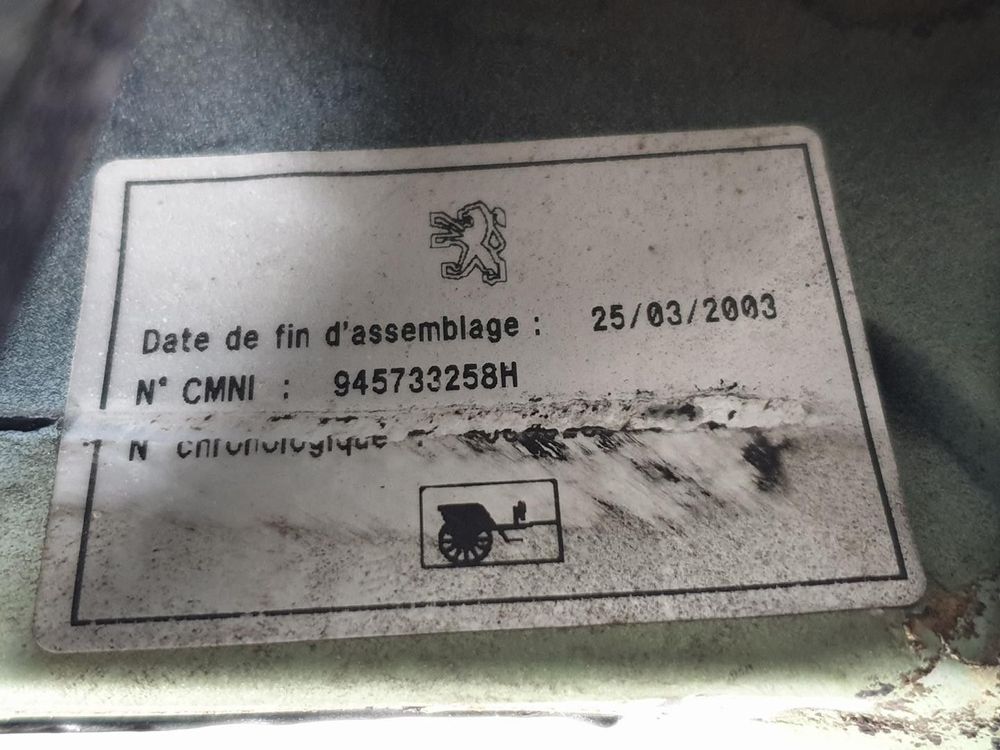 Date de fin d'assemblage : 25/03/2003
N° CMNI : 945733258H
N° chronologique :